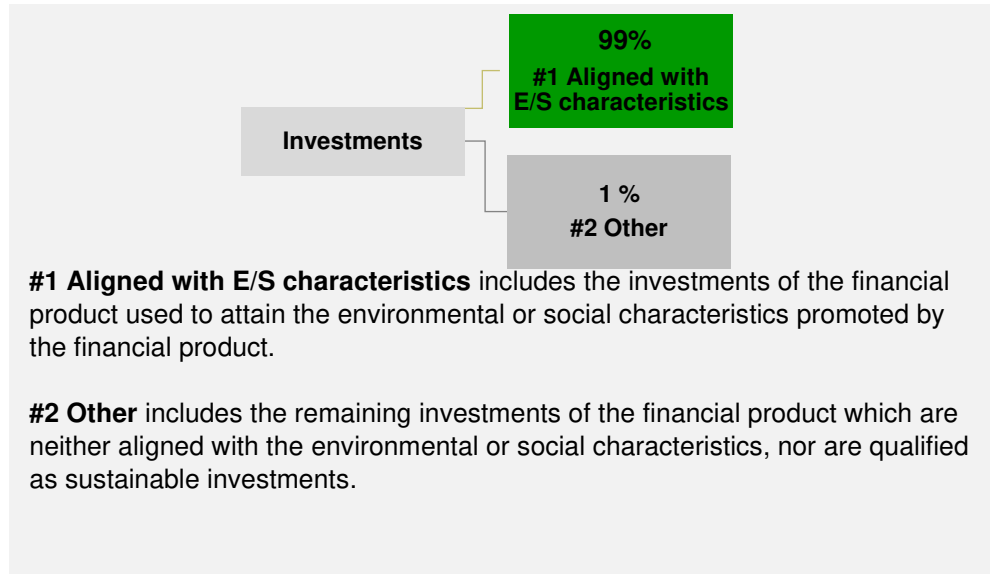 99%
#1 Aligned with
E/S characteristics
Investments
1 %
#2 Other
#1 Aligned with E/S characteristics includes the investments of the financial
product used to attain the environmental or social characteristics promoted by
the financial product.
#2 Other includes the remaining investments of the financial product which are
neither aligned with the environmental or social characteristics, nor are qualified
as sustainable investments.